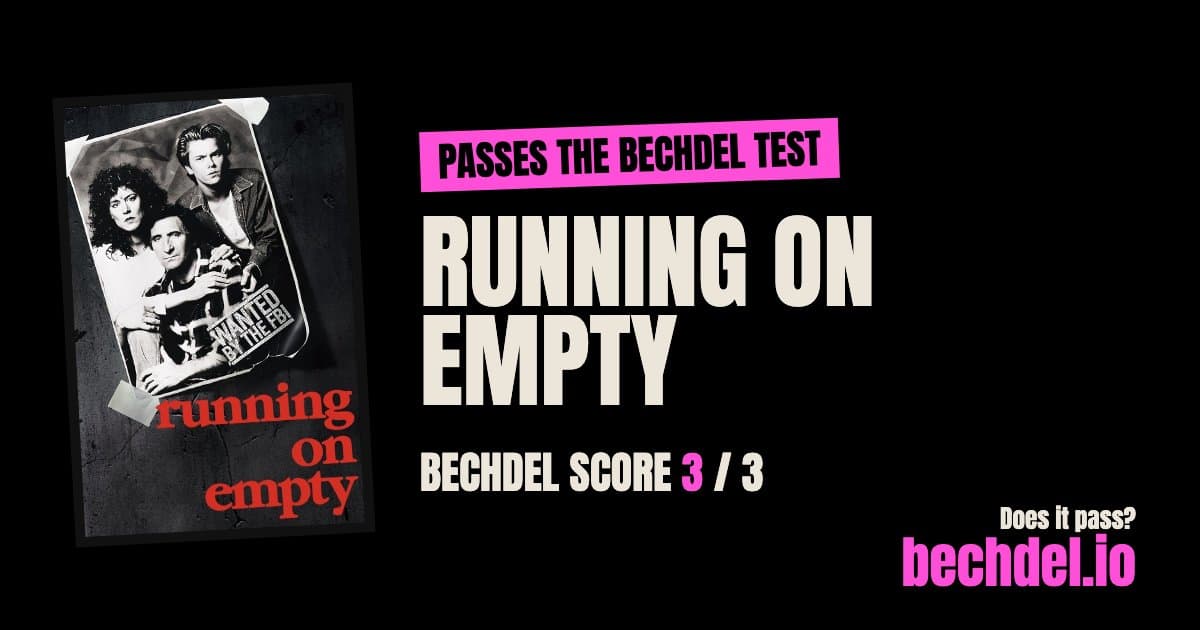 WANTED
BY THE FBI
running
on
empty
PASSES THE BECHDEL TEST
RUNNING ON
EMPTY
BECHDEL SCORE 3 / 3
Does it pass?
bechdel.io